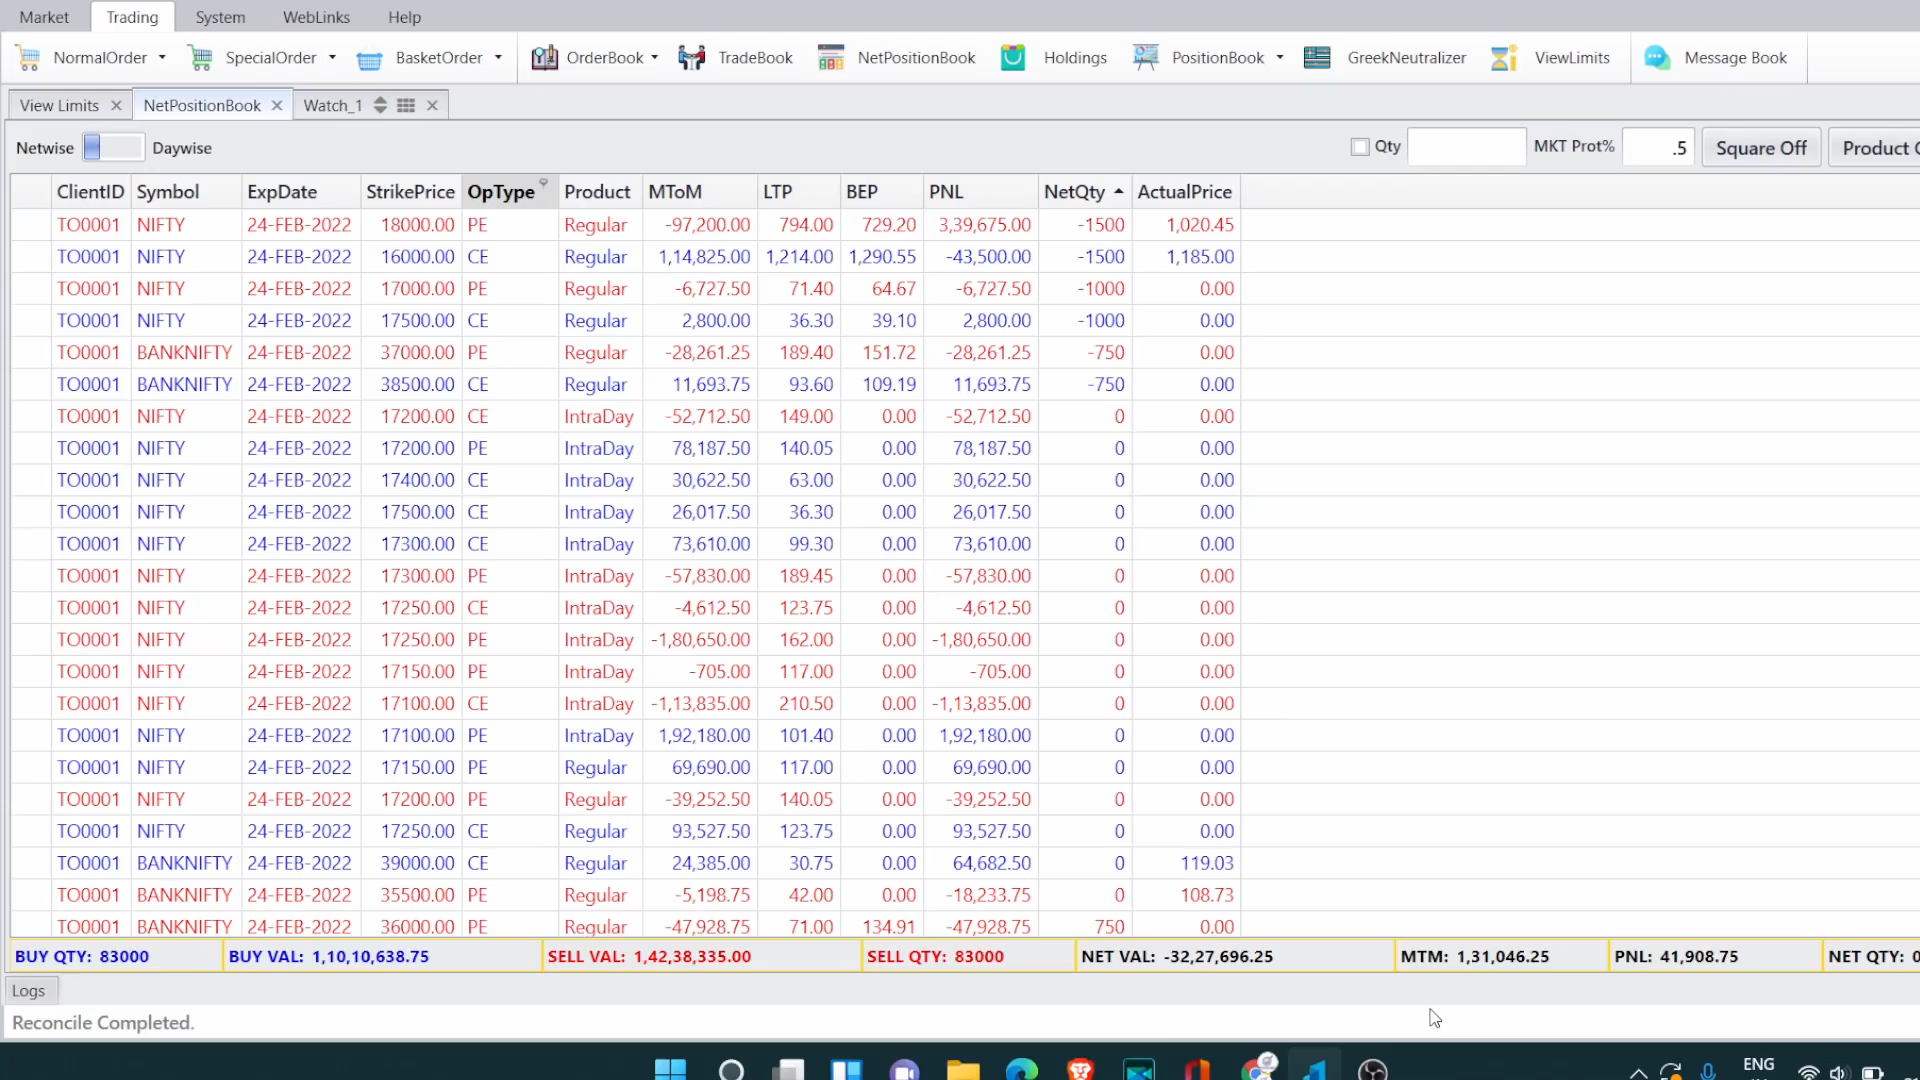 Market Trading System WebLinks Help
NormalOrder SpecialOrder BasketOrder OrderBook TradeBook NetPositionBook Holdings PositionBook GreekNeutralizer ViewLimits Message Book
View Limits NetPositionBook Watch_1
Netwise Daywise Qty MKT Prot% .5 Square Off Product
ClientID Symbol ExpDate StrikePrice OpType Product MToM LTP BEP PNL NetQty ActualPrice
TO0001 NIFTY 24-FEB-2022 18000.00 PE Regular -97,200.00 794.00 729.20 3,39,675.00 -1500 1,020.45
TO0001 NIFTY 24-FEB-2022 16000.00 CE Regular 1,14,825.00 1,214.00 1,290.55 -43,500.00 -1500 1,185.00
TO0001 NIFTY 24-FEB-2022 17000.00 PE Regular -6,727.50 71.40 64.67 -6,727.50 -1000 0.00
TO0001 NIFTY 24-FEB-2022 17500.00 CE Regular 2,800.00 36.30 39.10 2,800.00 -1000 0.00
TO0001 BANKNIFTY 24-FEB-2022 37000.00 PE Regular -28,261.25 189.40 151.72 -28,261.25 -750 0.00
TO0001 BANKNIFTY 24-FEB-2022 38500.00 CE Regular 11,693.75 93.60 109.19 11,693.75 -750 0.00
TO0001 NIFTY 24-FEB-2022 17200.00 CE IntraDay -52,712.50 149.00 0.00 -52,712.50 0 0.00
TO0001 NIFTY 24-FEB-2022 17200.00 PE IntraDay 78,187.50 140.05 0.00 78,187.50 0 0.00
TO0001 NIFTY 24-FEB-2022 17400.00 CE IntraDay 30,622.50 63.00 0.00 30,622.50 0 0.00
TO0001 NIFTY 24-FEB-2022 17500.00 CE IntraDay 26,017.50 36.30 0.00 26,017.50 0 0.00
TO0001 NIFTY 24-FEB-2022 17300.00 CE IntraDay 73,610.00 99.30 0.00 73,610.00 0 0.00
TO0001 NIFTY 24-FEB-2022 17300.00 PE IntraDay -57,830.00 189.45 0.00 -57,830.00 0 0.00
TO0001 NIFTY 24-FEB-2022 17250.00 CE IntraDay -4,612.50 123.75 0.00 -4,612.50 0 0.00
TO0001 NIFTY 24-FEB-2022 17250.00 PE IntraDay -1,80,650.00 162.00 0.00 -1,80,650.00 0 0.00
TO0001 NIFTY 24-FEB-2022 17150.00 PE IntraDay -705.00 117.00 0.00 -705.00 0 0.00
TO0001 NIFTY 24-FEB-2022 17100.00 CE IntraDay -1,13,835.00 210.50 0.00 -1,13,835.00 0 0.00
TO0001 NIFTY 24-FEB-2022 17100.00 PE IntraDay 1,92,180.00 101.40 0.00 1,92,180.00 0 0.00
TO0001 NIFTY 24-FEB-2022 17150.00 PE Regular 69,690.00 117.00 0.00 69,690.00 0 0.00
TO0001 NIFTY 24-FEB-2022 17200.00 PE Regular -39,252.50 140.05 0.00 -39,252.50 0 0.00
TO0001 NIFTY 24-FEB-2022 17250.00 CE Regular 93,527.50 123.75 0.00 93,527.50 0 0.00
TO0001 BANKNIFTY 24-FEB-2022 39000.00 CE Regular 24,385.00 30.75 0.00 64,682.50 0 119.03
TO0001 BANKNIFTY 24-FEB-2022 35500.00 PE Regular -5,198.75 42.00 0.00 -18,233.75 0 108.73
TO0001 BANKNIFTY 24-FEB-2022 36000.00 PE Regular -47,928.75 71.00 134.91 -47,928.75 750 0.00
BUY QTY: 83000 BUY VAL: 1,10,10,638.75 SELL VAL: 1,42,38,335.00 SELL QTY: 83000 NET VAL: -32,27,696.25 MTM: 1,31,046.25 PNL: 41,908.75 NET QTY:
Logs
Reconcile Completed.
ENG